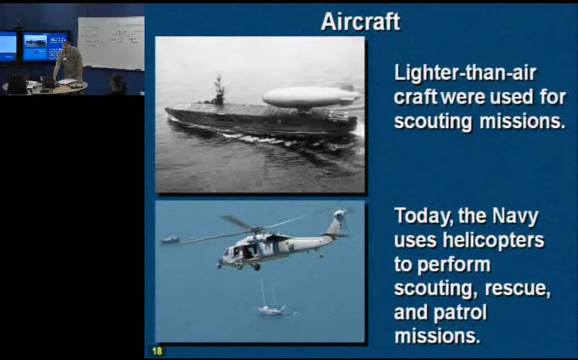 Aircraft
Lighter-than-air
craft were used for
scouting missions.
Today, the Navy
uses helicopters
to perform
scouting, rescue,
and patrol
missions.
18